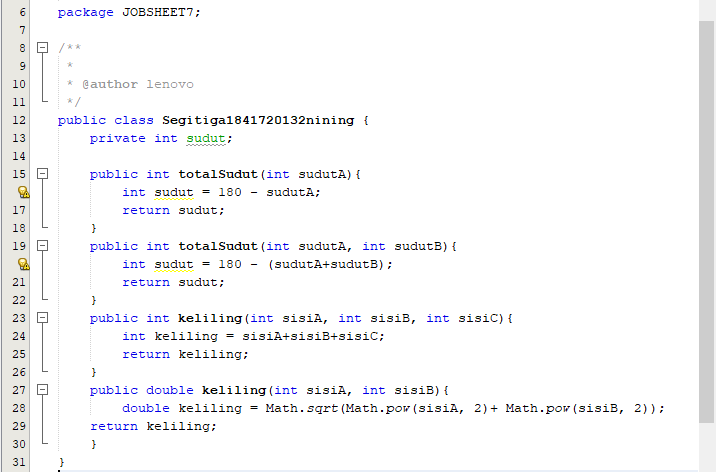 6 package JOBSHEET7;
7
8 /**
9 *
10 * @author lenovo
11 */
12 public class Segitiga1841720132nining {
13 private int sudut;
14
15 public int totalSudut(int sudutA){
int sudut = 180 - sudutA;
17 return sudut;
18 }
19 public int totalSudut(int sudutA, int sudutB){
int sudut = 180 - (sudutA+sudutB);
21 return sudut;
22 }
23 public int keliling(int sisiA, int sisiB, int sisiC){
24 int keliling = sisiA+sisiB+sisiC;
25 return keliling;
26 }
27 public double keliling(int sisiA, int sisiB){
28 double keliling = Math.sqrt(Math.pow(sisiA, 2)+ Math.pow(sisiB, 2));
29 return keliling;
30 }
31 }